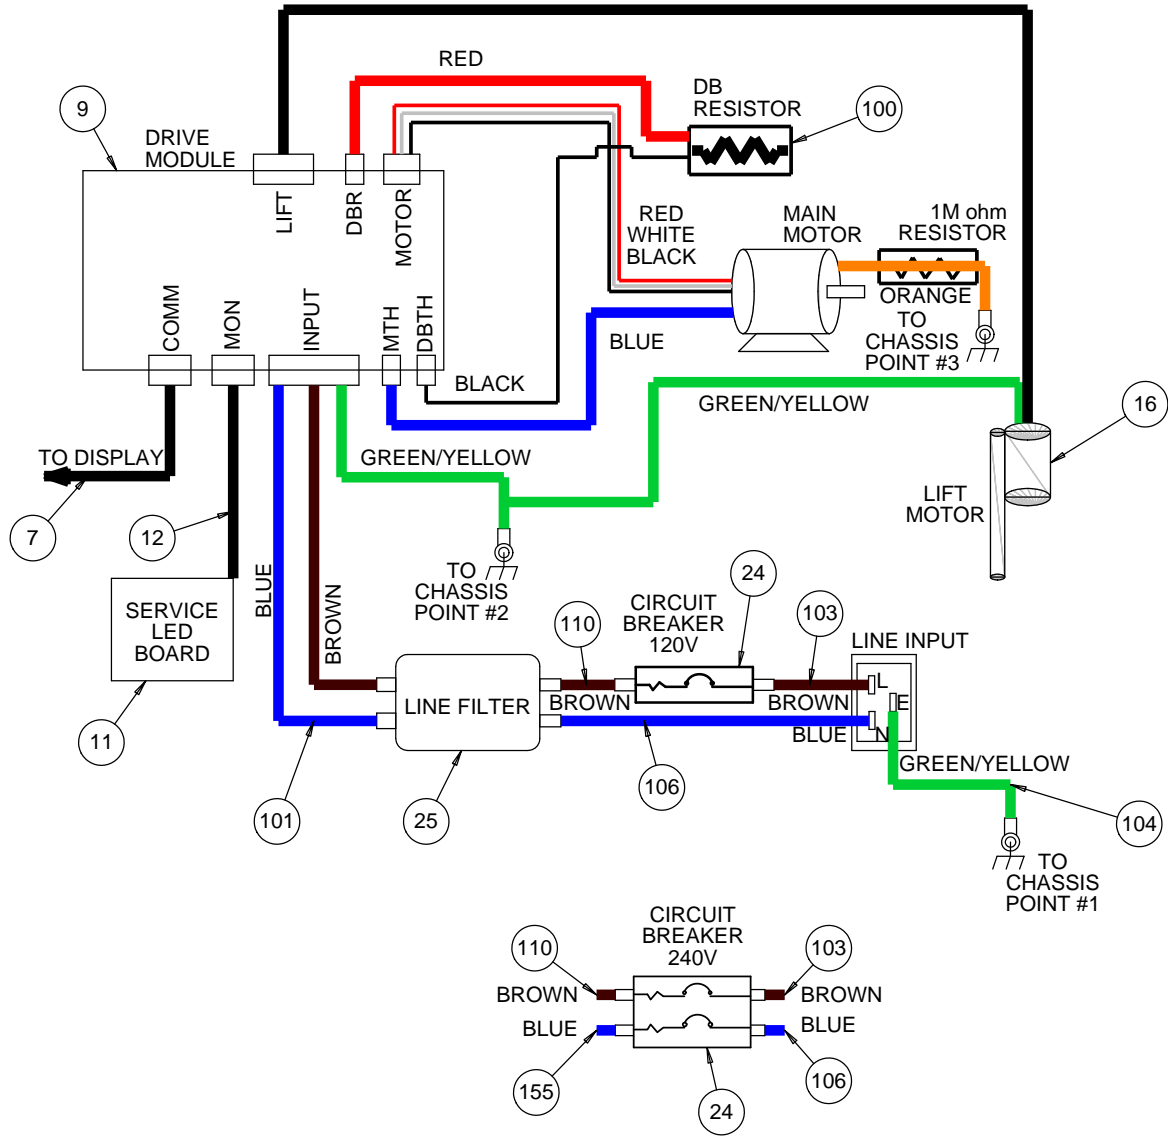 RED
DB
RESISTOR
9
100
DRIVE
MODULE
LIFT
DBR
MOTOR
RED
WHITE
BLACK
MAIN
MOTOR
1M ohm
RESISTOR
ORANGE
TO
CHASSIS
POINT #3
COMM
MON
INPUT
MTH
DBTH
BLUE
BLACK
GREEN/YELLOW
16
TO DISPLAY
GREEN/YELLOW
LIFT
MOTOR
7
12
TO
CHASSIS
POINT #2
BLUE
BROWN
SERVICE
LED
BOARD
11
CIRCUIT
BREAKER
120V
24
110
103
LINE INPUT
LINE FILTER
BROWN
BROWN
L
E
N
BLUE
GREEN/YELLOW
101
25
106
104
TO
CHASSIS
POINT #1
CIRCUIT
BREAKER
240V
110
103
BROWN
BROWN
BLUE
BLUE
155
24
106